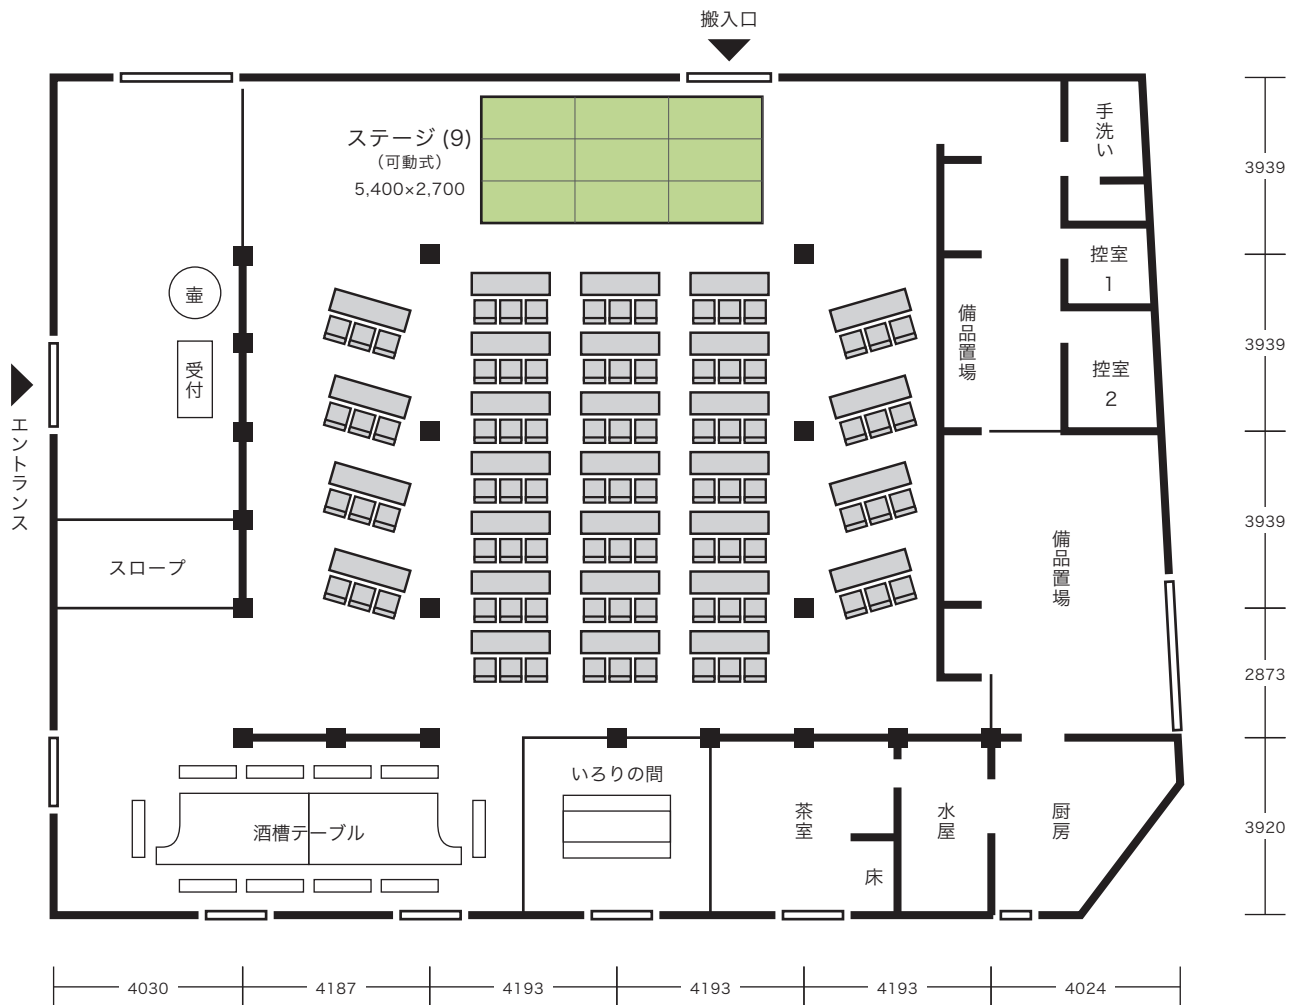 搬入口
ステージ (9)
（可動式）
5,400×2,700
手洗い
3939
控室
1
壷
備品置場
3939
受付
控室
2
エントランス
3939
スロープ
備品置場
2873
いろりの間
酒槽テーブル
茶室
水屋
厨房
3920
床
4030
4187
4193
4193
4193
4024